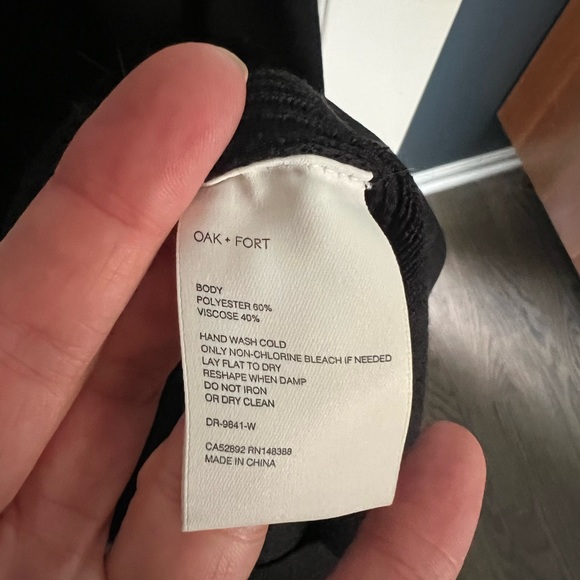 OAK + FORT
BODY
POLYESTER 60%
VISCOSE 40%
HAND WASH COLD
ONLY NON-CHLORINE BLEACH IF NEEDED
LAY FLAT TO DRY
RESHAPE WHEN DAMP
DO NOT IRON
OR DRY CLEAN
DR-9841-W
CA52892 RN148388
MADE IN CHINA